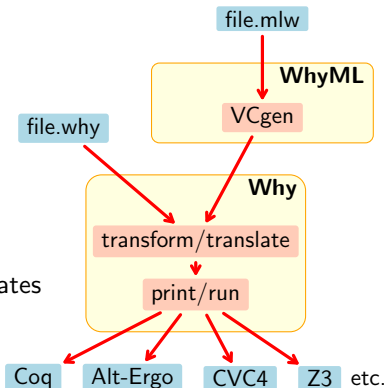 file.mlw
WhyML
VCgen
file.why
Why
transform/translate
ates
print/run
Coq Alt-Ergo CVC4 Z3 etc.